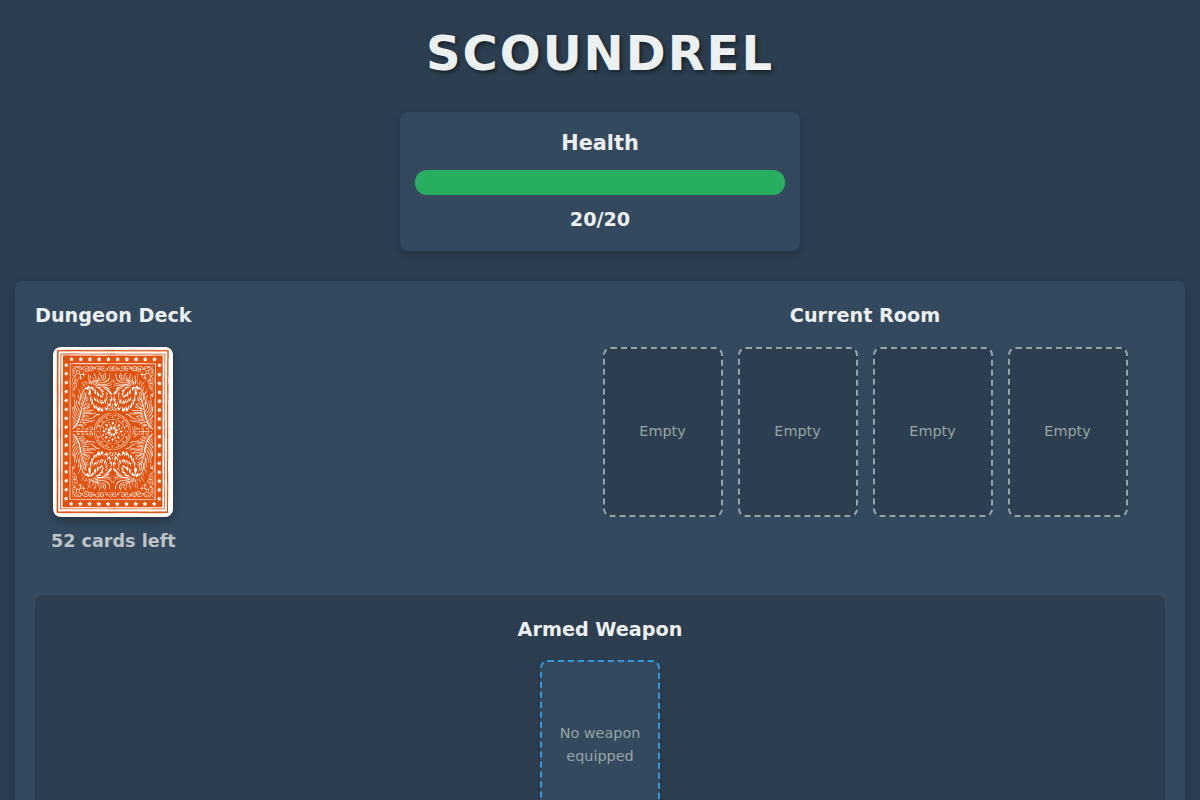 SCOUNDREL
Health
20/20
Dungeon Deck
Current Room
Empty
Empty
Empty
Empty
52 cards left
Armed Weapon
No weapon
equipped